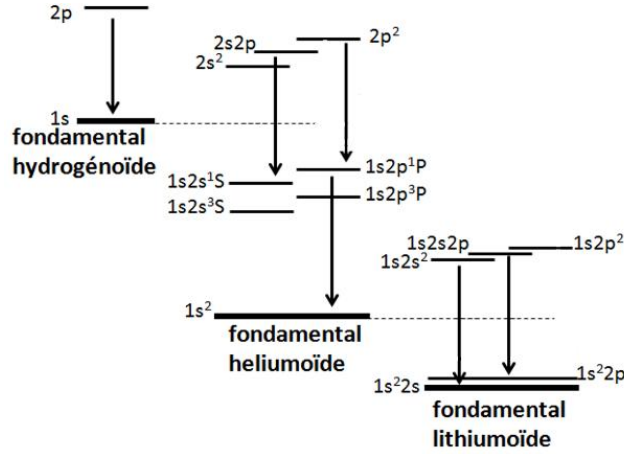 2p
1s
fondamental
hydrogénoïde
2s2p
2p²
2s²
1s2s¹S
1s2p¹P
1s2s³S
1s2p³P
1s²
fondamental
heliumoïde
1s2s2p
1s2p²
1s2s²
1s²2p
1s²2s
fondamental
lithiumoïde